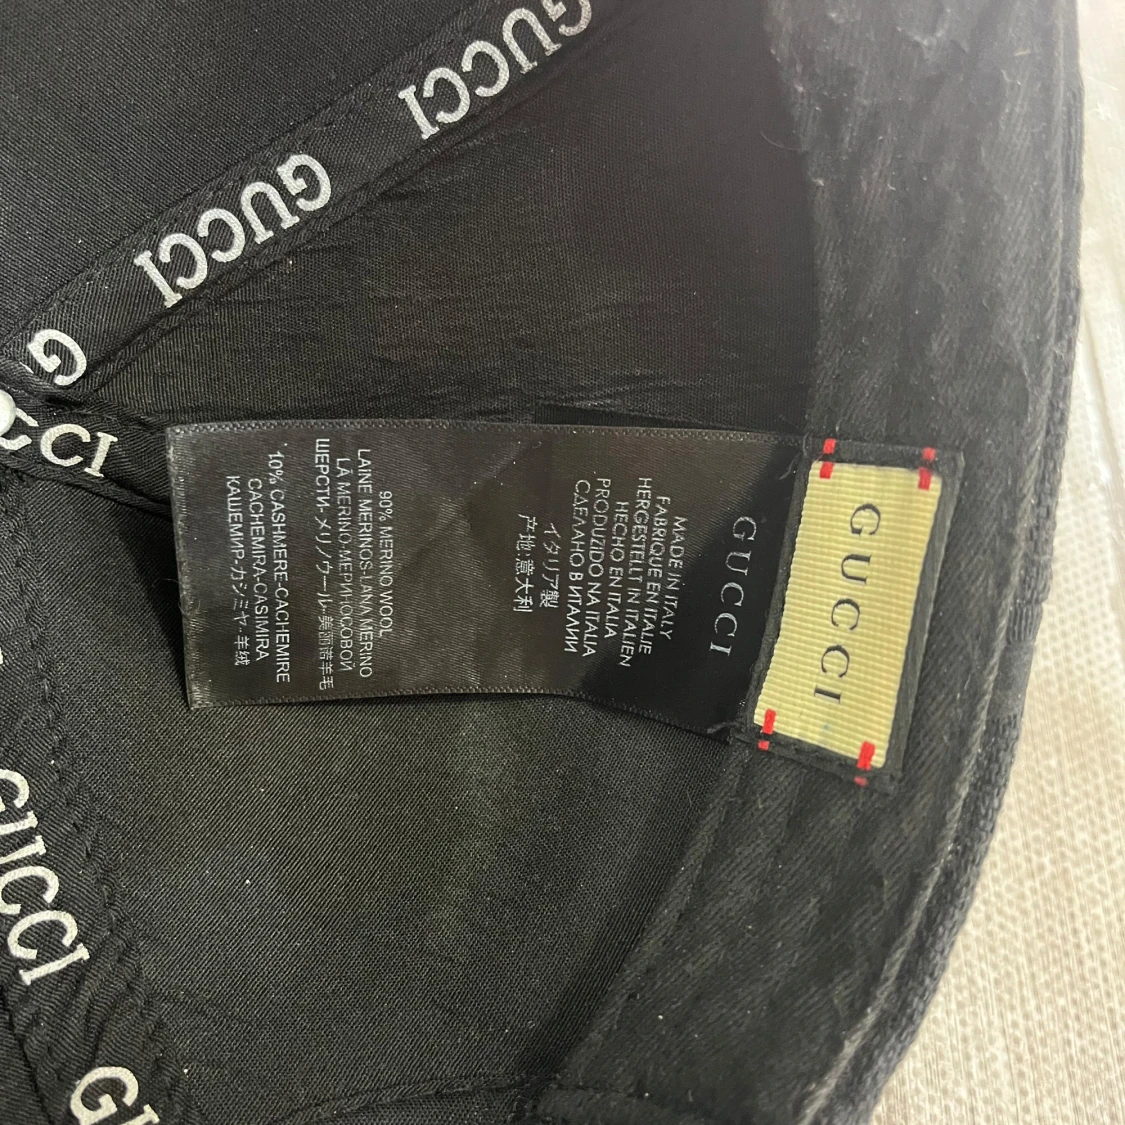 GUCCI
GUCCI
G
CCI
GUCCI
GUCCI
GUCCI
GUCCI
MADE IN ITALY
FABRIQUE EN ITALIE
HERGESTELLT IN ITALIEN
HECHO EN ITALIA
PRODUZIDO NA ITALIA
СДЕЛАНО В ИТАЛИИ
イタリア製
产地:意大利
90% MERINO WOOL
LAINE MERINOS-LANA MERINO
LÃ MERINO-МЕРИНОСОВОЙ
ШЕРСТИ-メリノウール-美丽诺羊毛
10% CASHMERE-CACHEMIRE
CACHEMIRA-CASIMIRA
КАШЕМИР-カシミヤ-羊绒